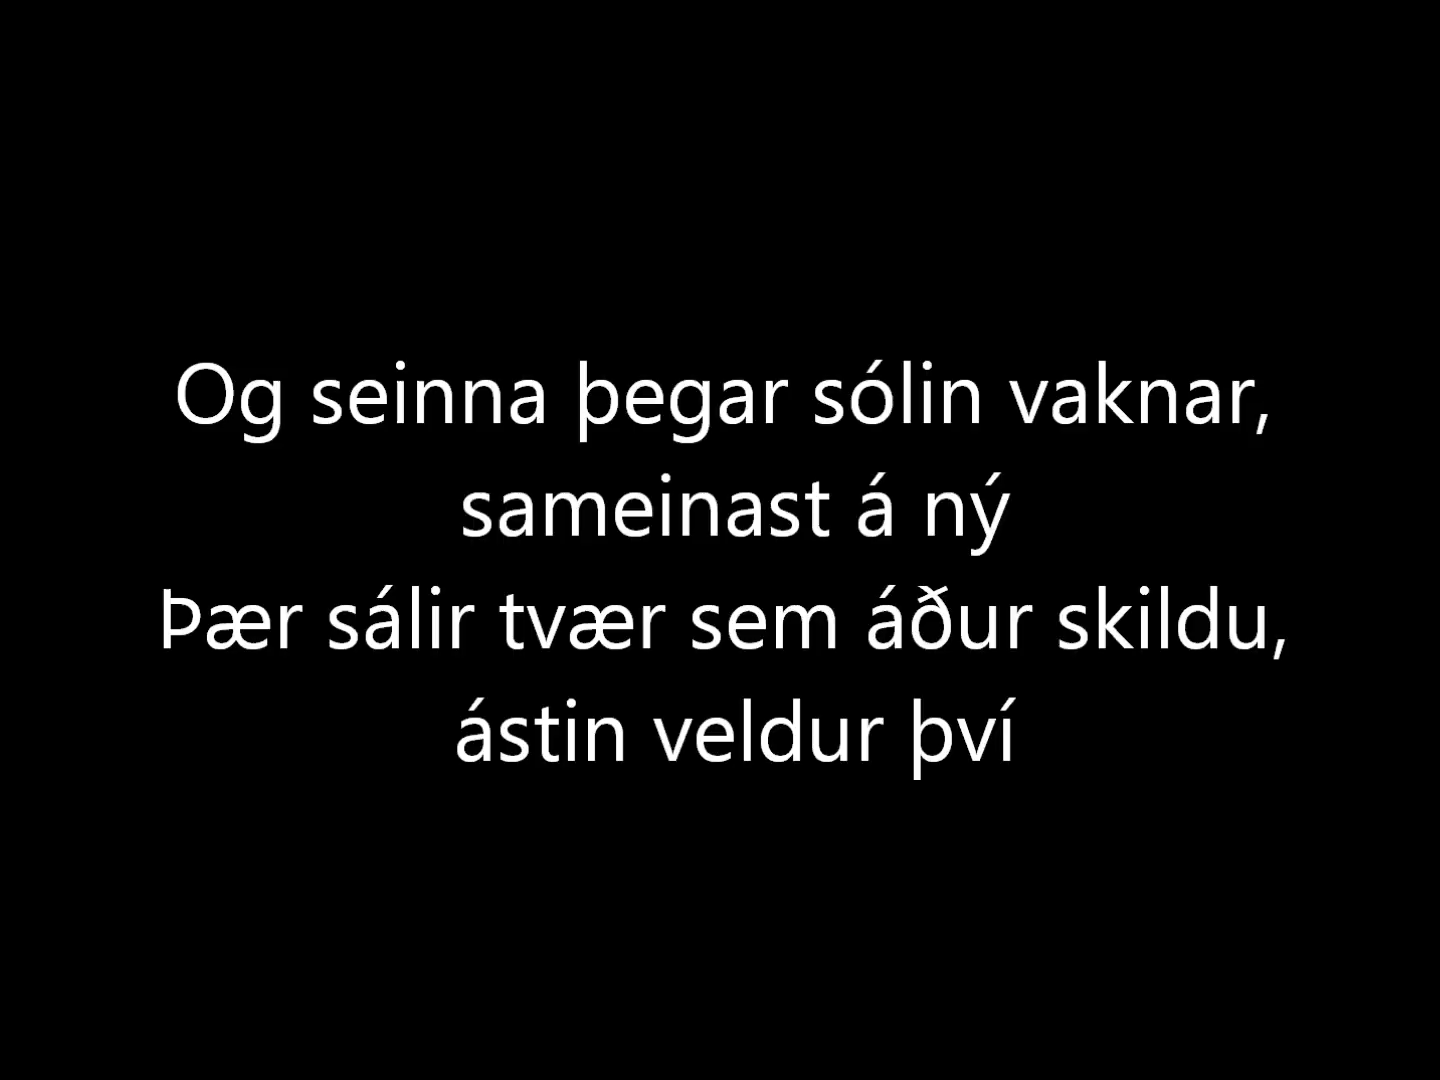 Og seinna þegar sólin vaknar,
sameinast á ný
Þær sálir tvær sem áður skildu,
ástin veldur því